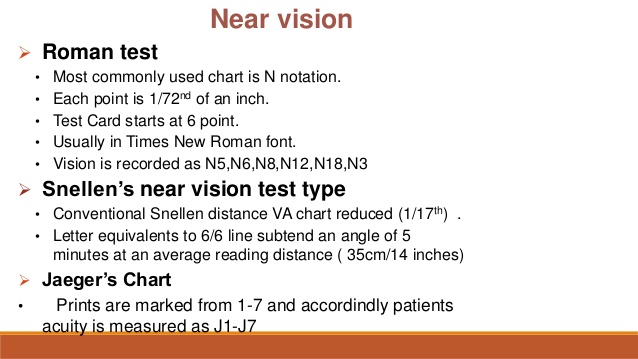 Near vision
➢ Roman test
• Most commonly used chart is N notation.
• Each point is 1/72nd of an inch.
• Test Card starts at 6 point.
• Usually in Times New Roman font.
• Vision is recorded as N5,N6,N8,N12,N18,N3
➢ Snellen's near vision test type
• Conventional Snellen distance VA chart reduced (1/17th) .
• Letter equivalents to 6/6 line subtend an angle of 5
minutes at an average reading distance ( 35cm/14 inches)
➢ Jaeger's Chart
• Prints are marked from 1-7 and accordindly patients
acuity is measured as J1-J7